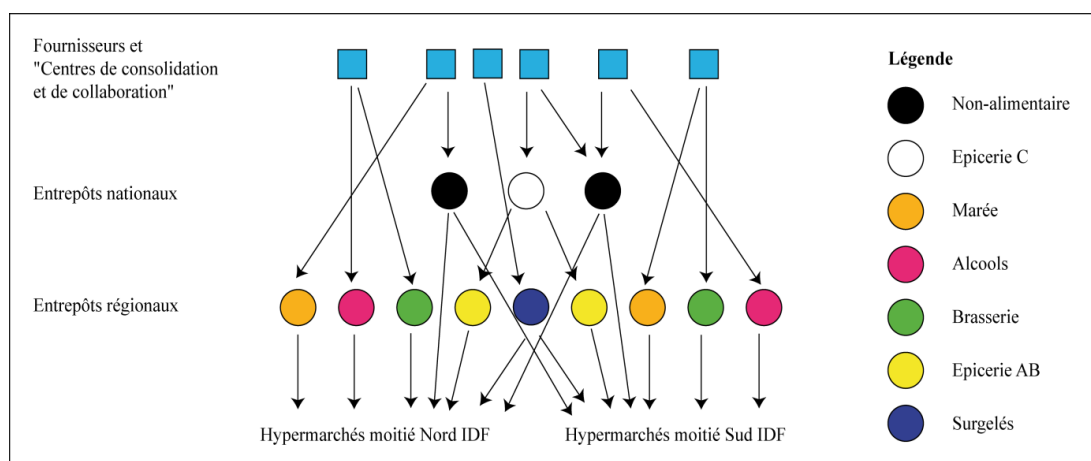 Fournisseurs et
"Centres de consolidation
et de collaboration"
Entrepôts nationaux
Entrepôts régionaux
Hypermarchés moitié Nord IDF
Hypermarchés moitié Sud IDF
Légende
Non-alimentaire
Epicerie C
Marée
Alcools
Brasserie
Epicerie AB
Surgelés